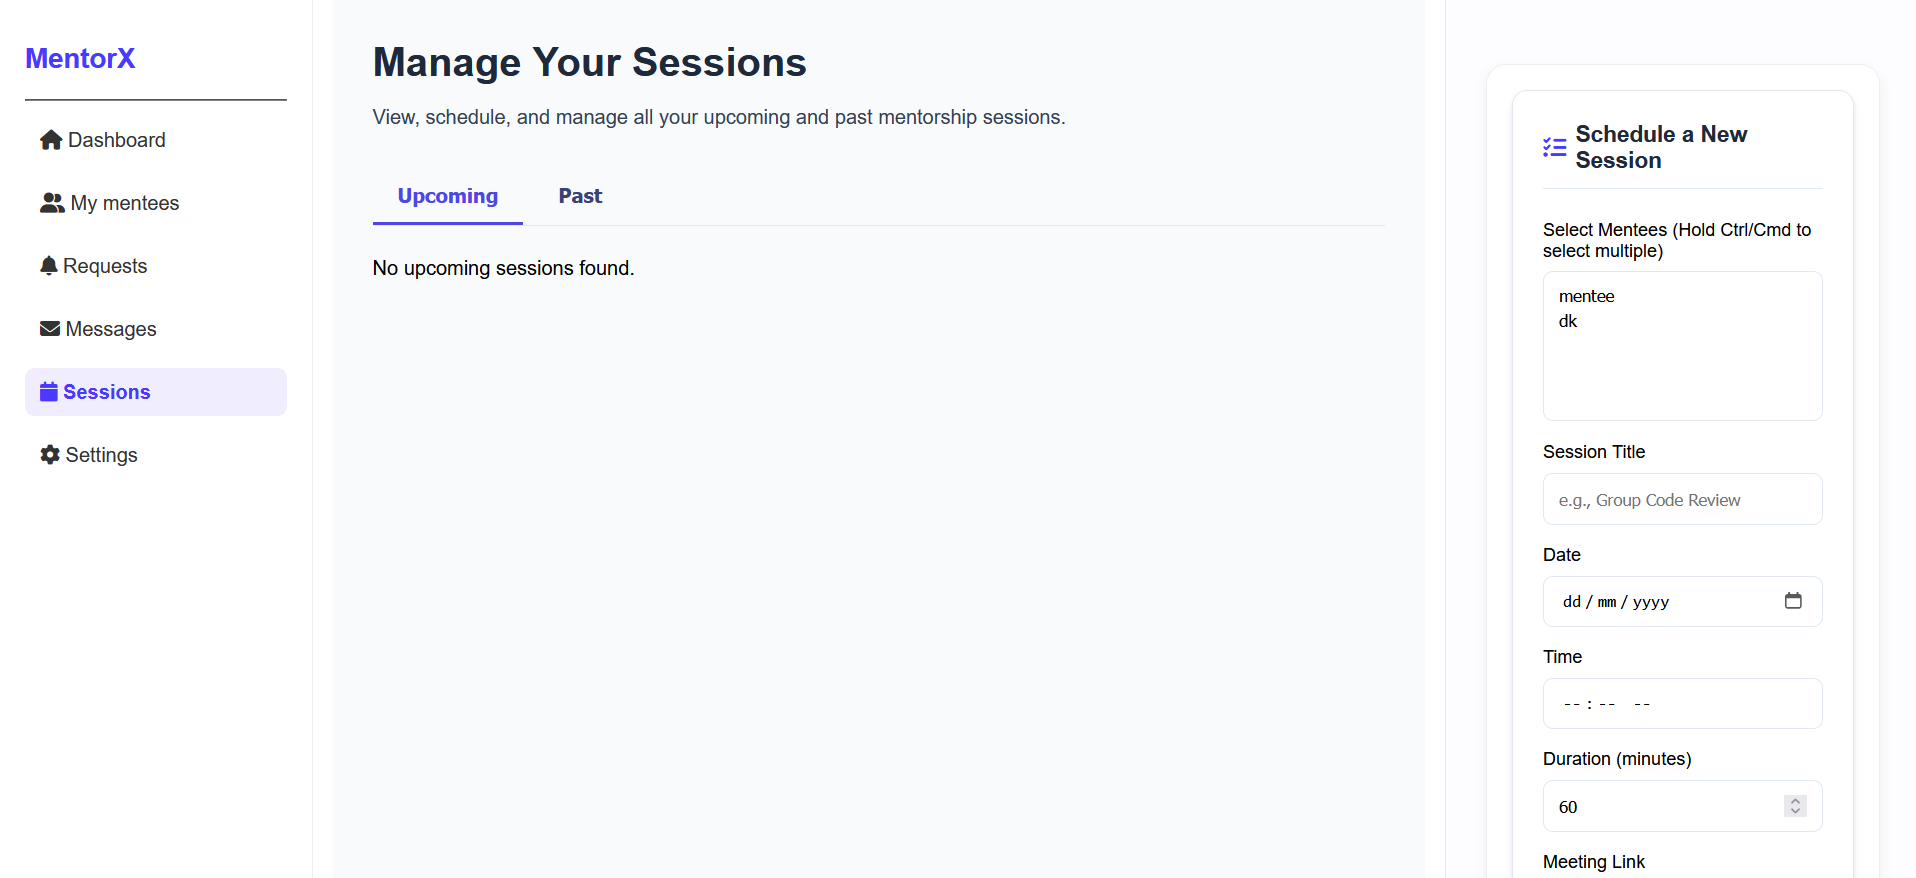 MentorX
Dashboard
My mentees
Requests
Messages
Sessions
Settings
Manage Your Sessions
View, schedule, and manage all your upcoming and past mentorship sessions.
Upcoming Past
No upcoming sessions found.
Schedule a New
Session
Select Mentees (Hold Ctrl/Cmd to
select multiple)
mentee
dk
Session Title
e.g., Group Code Review
Date
dd / mm / yyyy
Time
-- : -- --
Duration (minutes)
60
Meeting Link